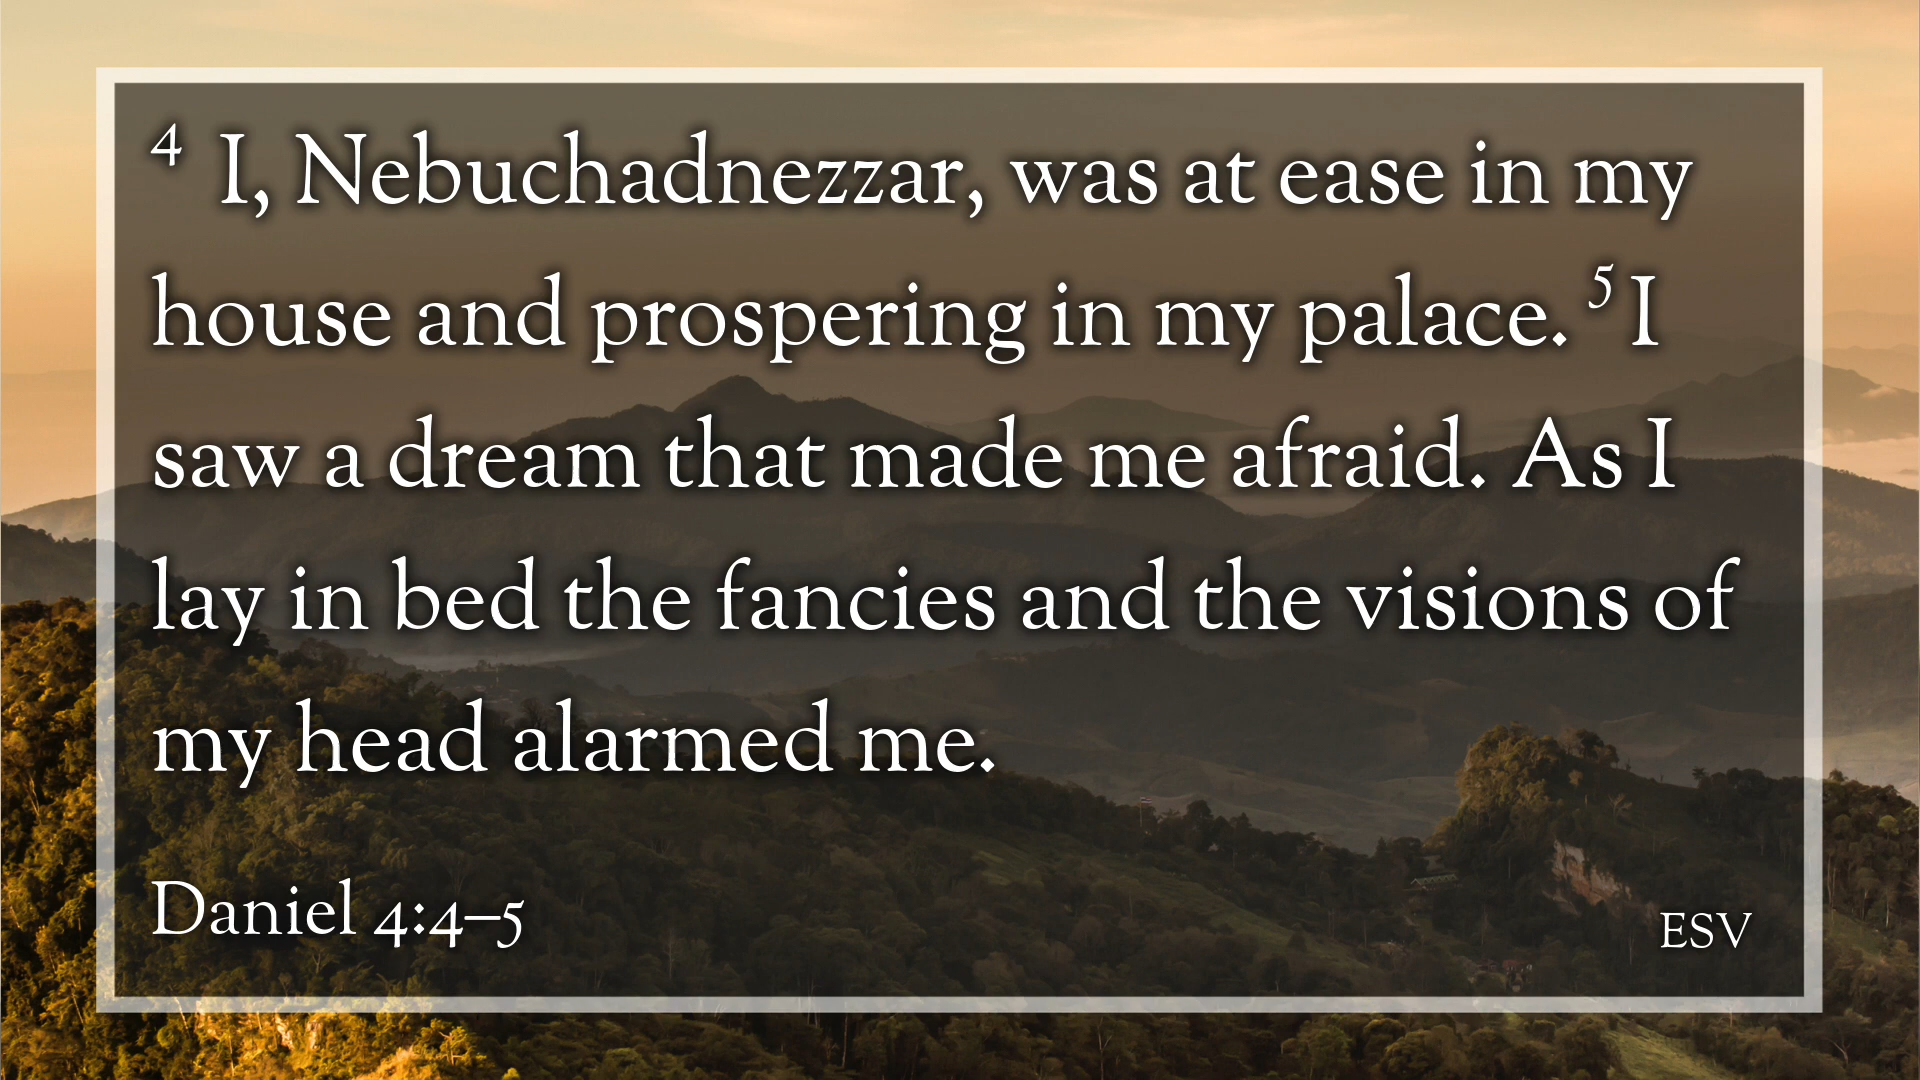 4 I, Nebuchadnezzar, was at ease in my
house and prospering in my palace. 5 I
saw a dream that made me afraid. As I
lay in bed the fancies and the visions of
my head alarmed me.
Daniel 4:4–5
ESV